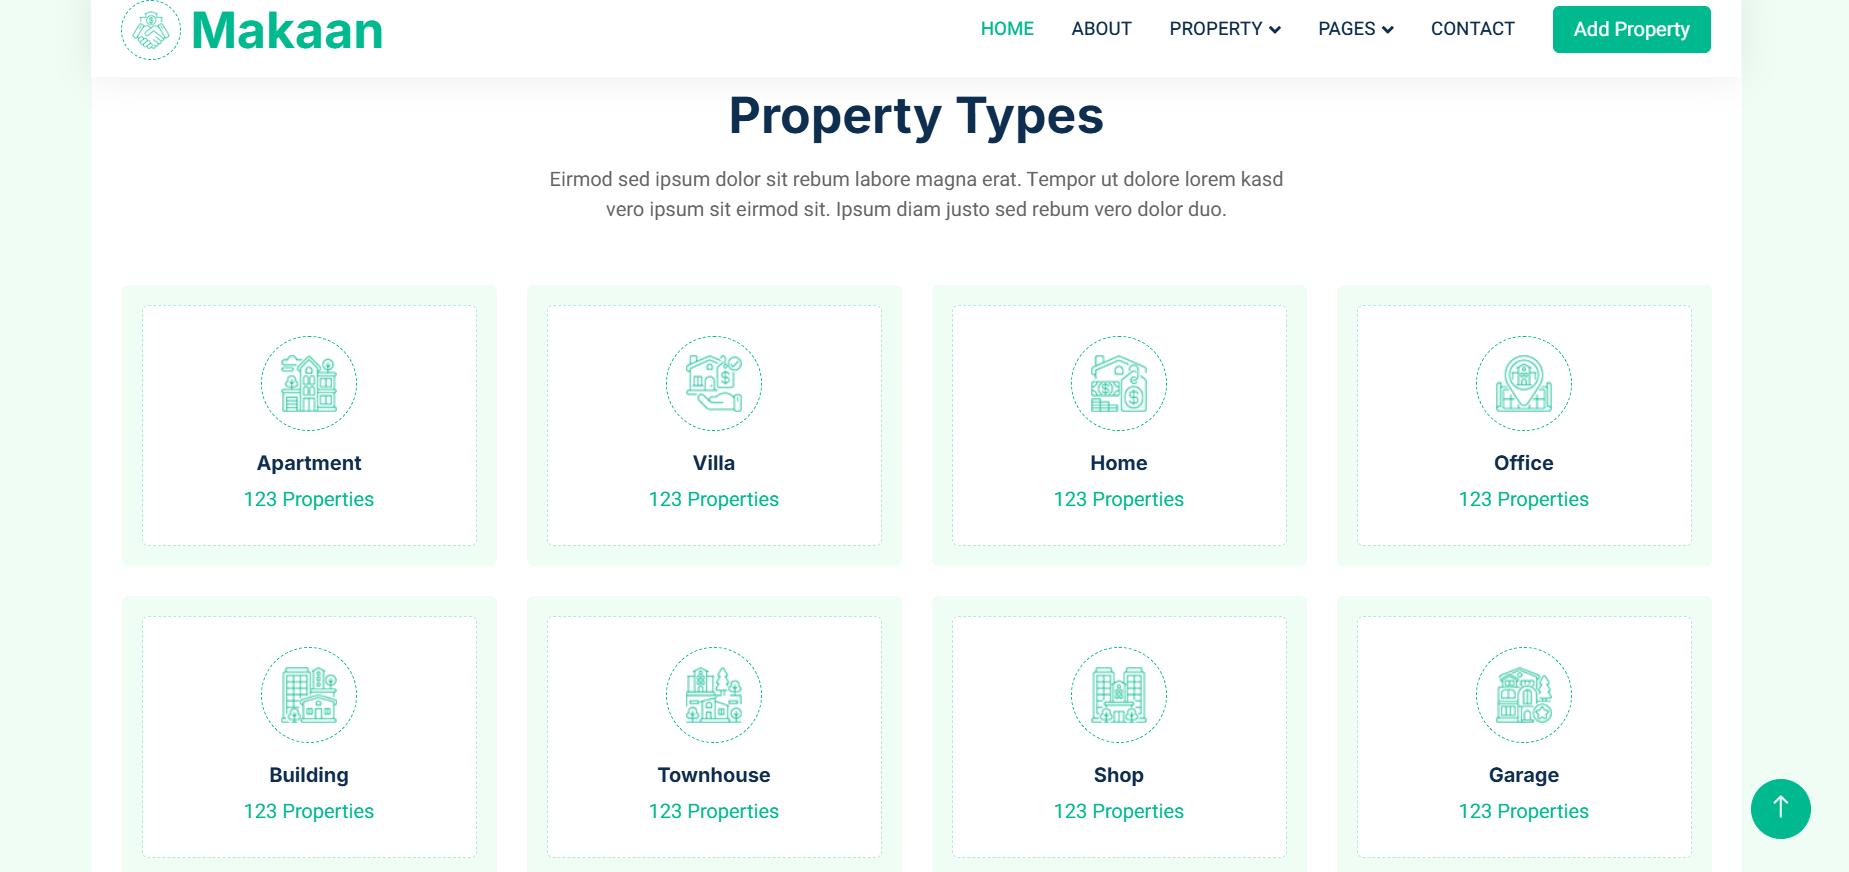 Makaan
HOME ABOUT PROPERTY PAGES CONTACT Add Property
Property Types
Eirmod sed ipsum dolor sit rebum labore magna erat. Tempor ut dolore lorem kasd
vero ipsum sit eirmod sit. Ipsum diam justo sed rebum vero dolor duo.
Apartment
123 Properties
Villa
123 Properties
Home
123 Properties
Office
123 Properties
Building
123 Properties
Townhouse
123 Properties
Shop
123 Properties
Garage
123 Properties